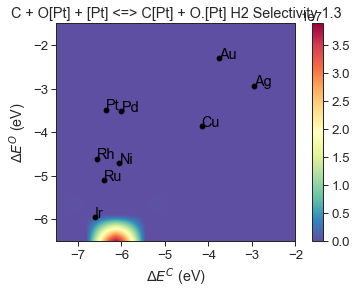 C + O[Pt] + [Pt] <=> C[Pt] + O.[Pt] H2 Selectivity 1.3
−2
−3
−4
−5
−6
ΔE^O (eV)
Au
Ag
Pt
Pd
Cu
Rh
Ni
Ru
Ir
−7
−6
−5
−4
−3
−2
ΔE^C (eV)
3.5
3.0
2.5
2.0
1.5
1.0
0.5
0.0